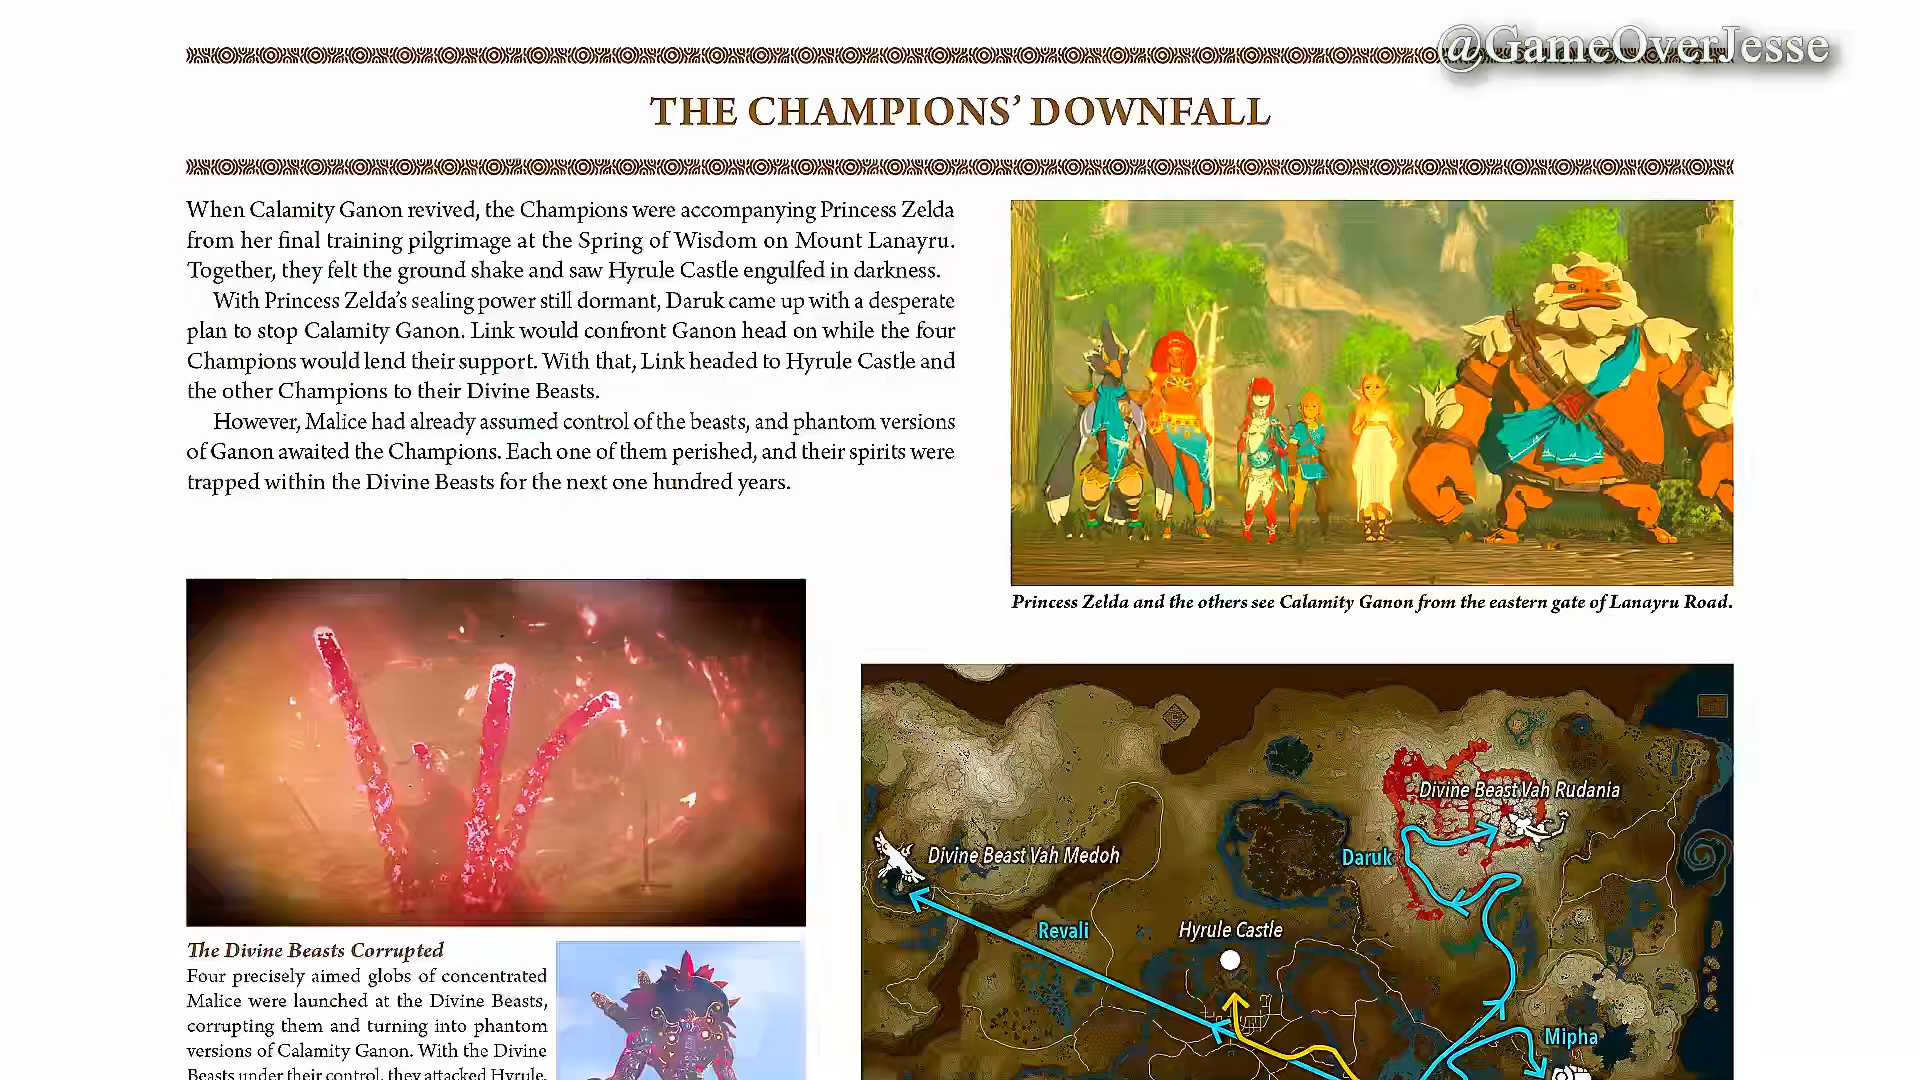 @GameOverJesse
THE CHAMPIONS’ DOWNFALL
When Calamity Ganon revived, the Champions were accompanying Princess Zelda
from her final training pilgrimage at the Spring of Wisdom on Mount Lanayru.
Together, they felt the ground shake and saw Hyrule Castle engulfed in darkness.
With Princess Zelda’s sealing power still dormant, Daruk came up with a desperate
plan to stop Calamity Ganon. Link would confront Ganon head on while the four
Champions would lend their support. With that, Link headed to Hyrule Castle and
the other Champions to their Divine Beasts.
However, Malice had already assumed control of the beasts, and phantom versions
of Ganon awaited the Champions. Each one of them perished, and their spirits were
trapped within the Divine Beasts for the next one hundred years.
Princess Zelda and the others see Calamity Ganon from the eastern gate of Lanayru Road.
The Divine Beasts Corrupted
Four precisely aimed globs of concentrated
Malice were launched at the Divine Beasts,
corrupting them and turning into phantom
versions of Calamity Ganon. With the Divine
Beasts under their control, they attacked Hyrule.
Divine Beast Vah Rudania
Divine Beast Vah Medoh
Daruk
Revali
Hyrule Castle
Mipha